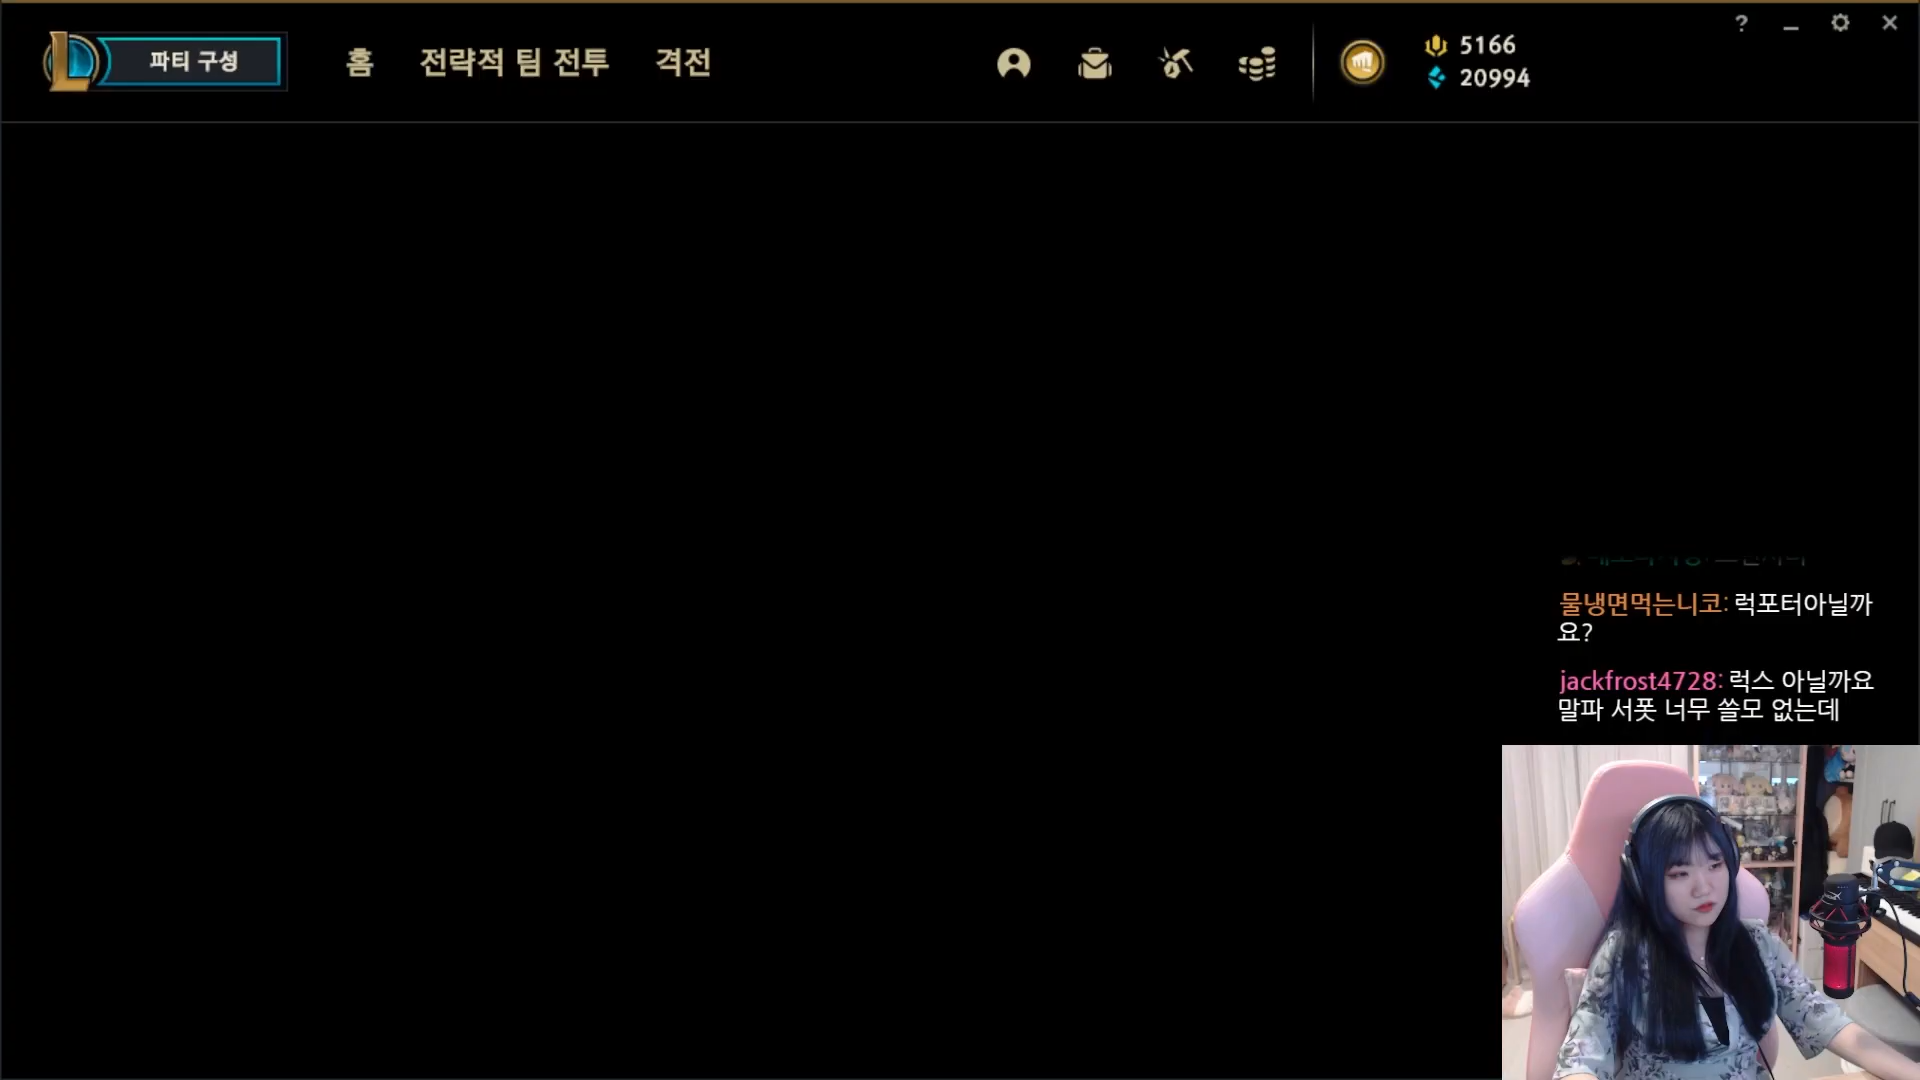 파티 구성
홈
전략적 팀 전투
격전
5166
20994
?
물냉면먹는니코: 럭포터아닐까
요?
jackfrost4728: 럭스 아닐까요
말파 서폿 너무 쓸모 없는데